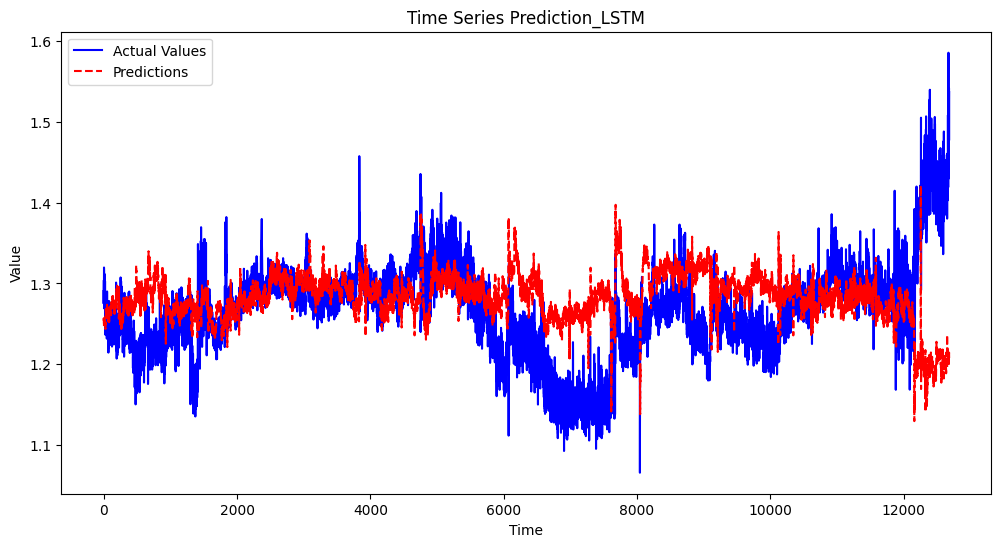 Time Series Prediction_LSTM
Actual Values
Predictions
Value
1.6
1.5
1.4
1.3
1.2
1.1
0 2000 4000 6000 8000 10000 12000
Time